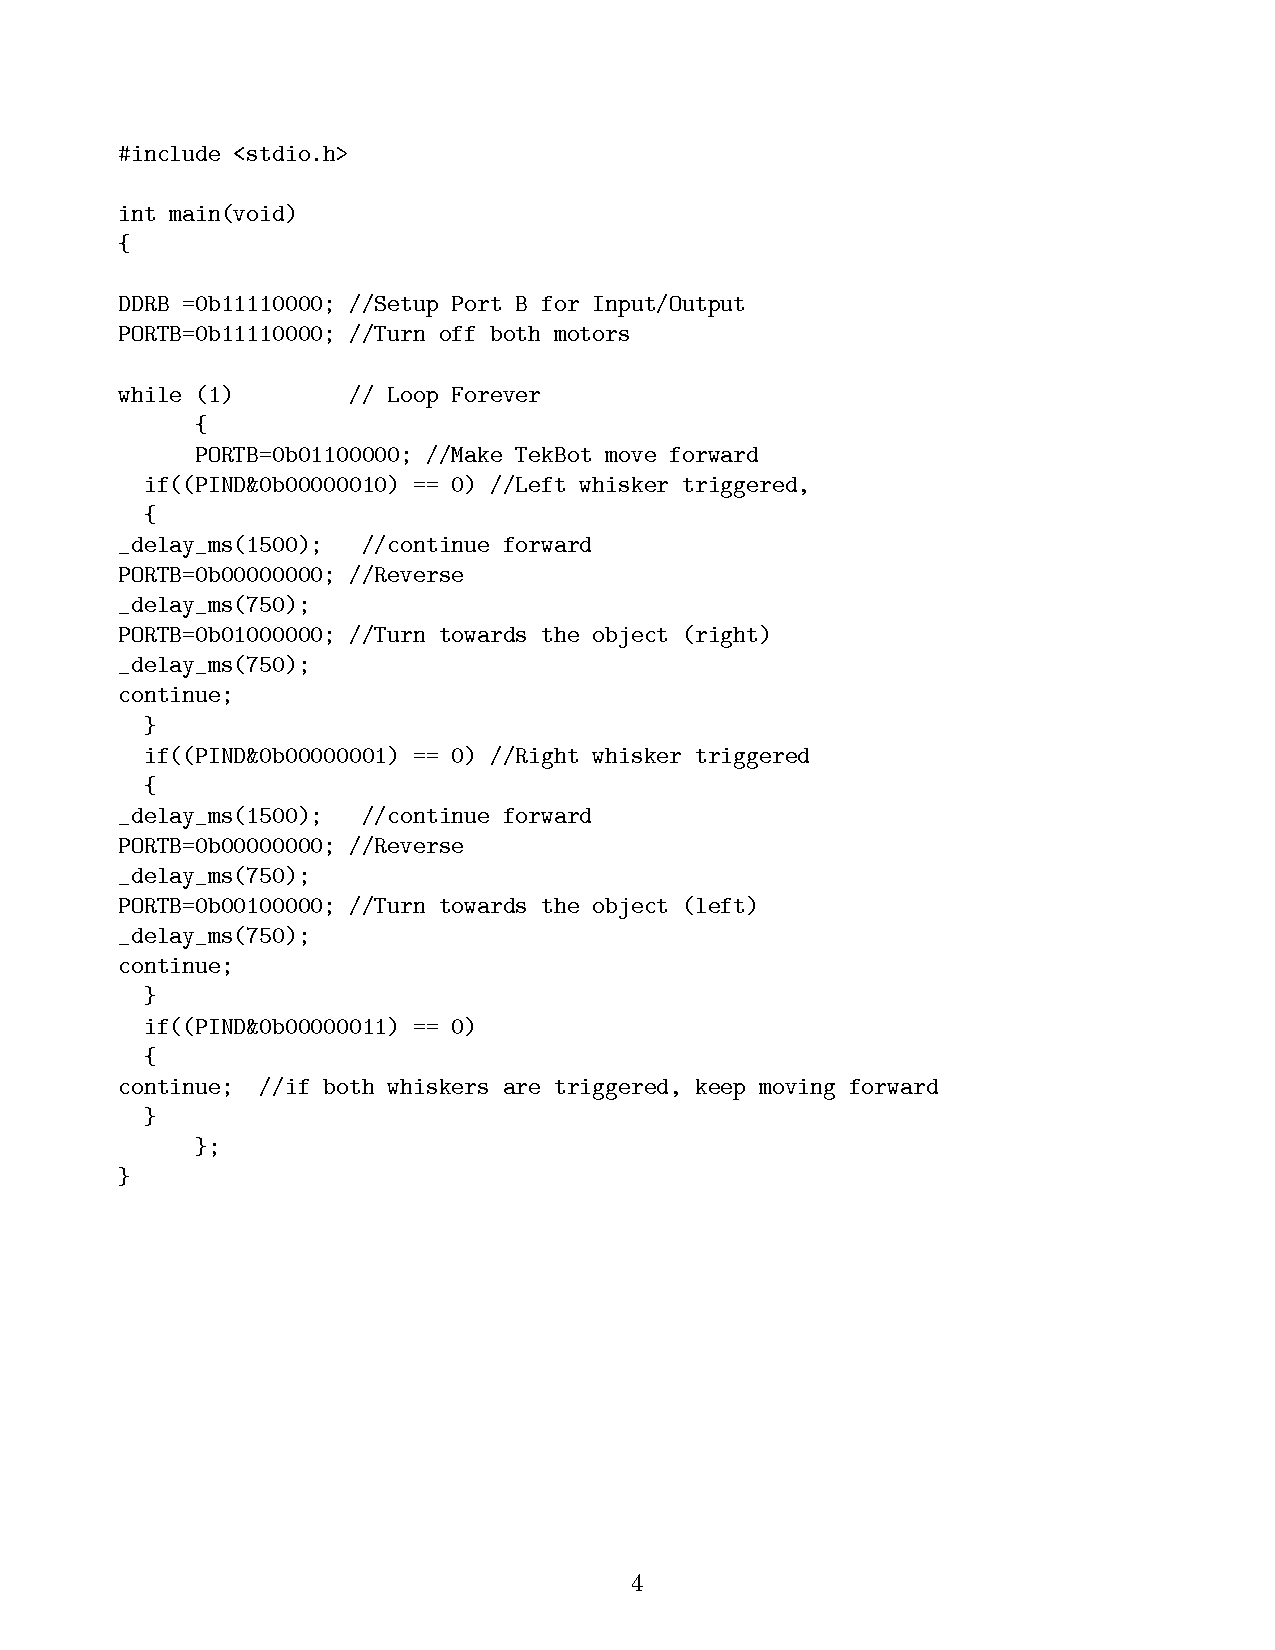 #include <stdio.h>
int main(void)
{
DDRB =0b11110000; //Setup Port B for Input/Output
PORTB=0b11110000; //Turn off both motors
while (1)         // Loop Forever
      {
      PORTB=0b01100000; //Make TekBot move forward
  if((PIND&0b00000010) == 0) //Left whisker triggered,
  {
_delay_ms(1500);   //continue forward
PORTB=0b00000000; //Reverse
_delay_ms(750);
PORTB=0b01000000; //Turn towards the object (right)
_delay_ms(750);
continue;
  }
  if((PIND&0b00000001) == 0) //Right whisker triggered
  {
_delay_ms(1500);   //continue forward
PORTB=0b00000000; //Reverse
_delay_ms(750);
PORTB=0b00100000; //Turn towards the object (left)
_delay_ms(750);
continue;
  }
  if((PIND&0b00000011) == 0)
  {
continue;  //if both whiskers are triggered, keep moving forward
  }
      };
}
4